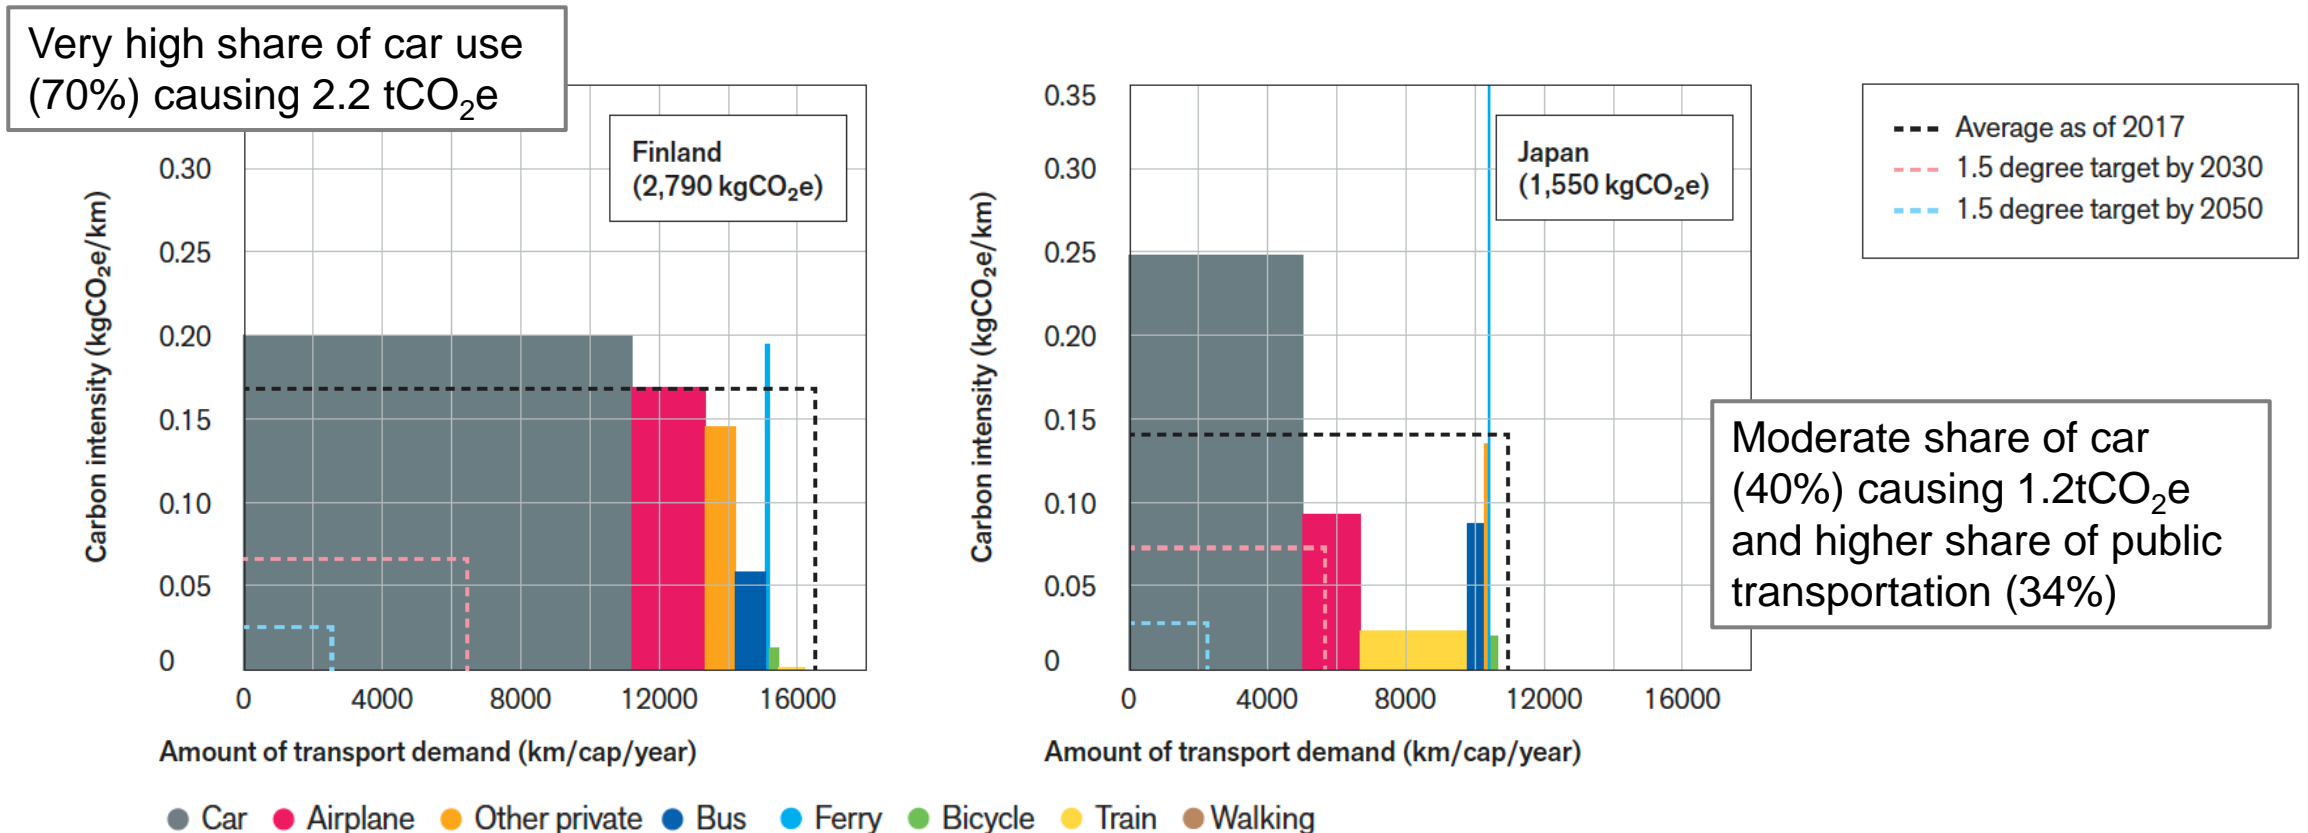 Very high share of car use
(70%) causing 2.2 tCO₂e
Carbon intensity (kgCO₂e/km)
0.30
0.25
0.20
0.15
0.10
0.05
0
Finland
(2,790 kgCO₂e)
0
4000
8000
12000
16000
Amount of transport demand (km/cap/year)
Carbon intensity (kgCO₂e/km)
0.35
0.30
0.25
0.20
0.15
0.10
0.05
0
Japan
(1,550 kgCO₂e)
0
4000
8000
12000
16000
Amount of transport demand (km/cap/year)
Average as of 2017
1.5 degree target by 2030
1.5 degree target by 2050
Moderate share of car
(40%) causing 1.2tCO₂e
and higher share of public
transportation (34%)
Car
Airplane
Other private
Bus
Ferry
Bicycle
Train
Walking